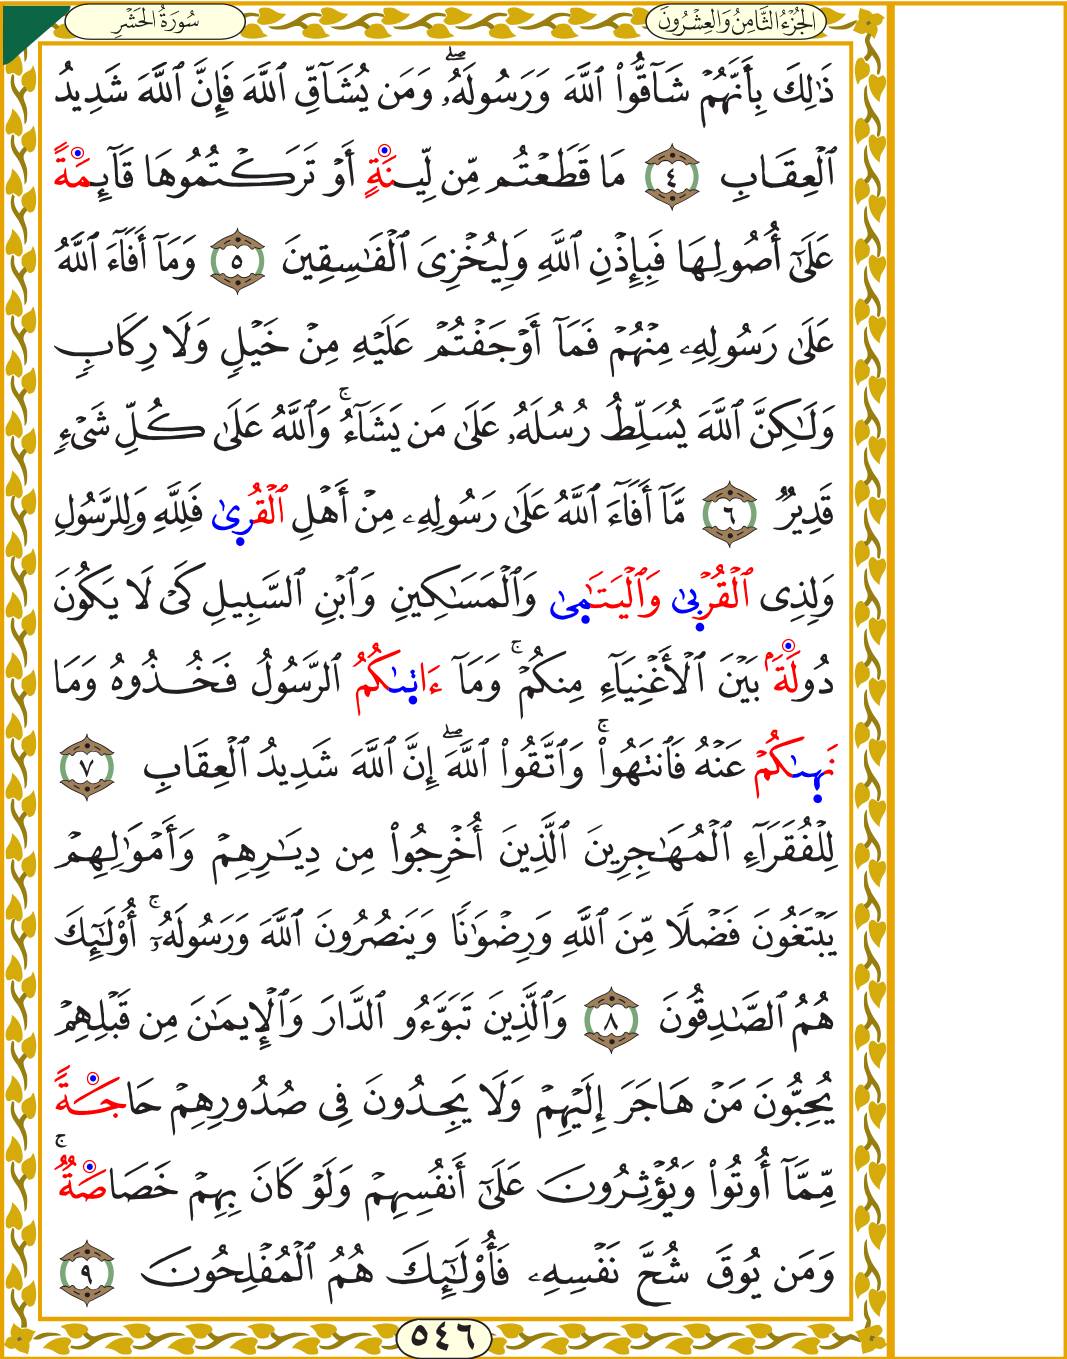 سُورَةُ الحَشْرِ
الجُزْءُ الثَّامِنُ وَالعِشْرُونَ
ذَٰلِكَ بِأَنَّهُمْ شَآقُّوا۟ ٱللَّهَ وَرَسُولَهُۥ ۖ وَمَن يُشَآقِّ ٱللَّهَ فَإِنَّ ٱللَّهَ شَدِيدُ
ٱلْعِقَابِ ٤ مَا قَطَعْتُم مِّن لِّينَةٍ أَوْ تَرَكْتُمُوهَا قَآئِمَةً
عَلَىٰٓ أُصُولِهَا فَبِإِذْنِ ٱللَّهِ وَلِيُخْزِىَ ٱلْفَٰسِقِينَ ٥ وَمَآ أَفَآءَ ٱللَّهُ
عَلَىٰ رَسُولِهِۦ مِنْهُمْ فَمَآ أَوْجَفْتُمْ عَلَيْهِ مِنْ خَيْلٍ وَلَا رِكَابٍ
وَلَٰكِنَّ ٱللَّهَ يُسَلِّطُ رُسُلَهُۥ عَلَىٰ مَن يَشَآءُ ۚ وَٱللَّهُ عَلَىٰ كُلِّ شَىْءٍ
قَدِيرٌ ٦ مَّآ أَفَآءَ ٱللَّهُ عَلَىٰ رَسُولِهِۦ مِنْ أَهْلِ ٱلْقُرَىٰ فَلِلَّهِ وَلِلرَّسُولِ
وَلِذِى ٱلْقُرْبَىٰ وَٱلْيَتَٰمَىٰ وَٱلْمَسَٰكِينِ وَٱبْنِ ٱلسَّبِيلِ كَىْ لَا يَكُونَ
دُولَةًۢ بَيْنَ ٱلْأَغْنِيَآءِ مِنكُمْ ۚ وَمَآ ءَاتَىٰكُمُ ٱلرَّسُولُ فَخُذُوهُ وَمَا
نَهَىٰكُمْ عَنْهُ فَٱنتَهُوا۟ ۚ وَٱتَّقُوا۟ ٱللَّهَ ۖ إِنَّ ٱللَّهَ شَدِيدُ ٱلْعِقَابِ ٧
لِلْفُقَرَآءِ ٱلْمُهَٰجِرِينَ ٱلَّذِينَ أُخْرِجُوا۟ مِن دِيَٰرِهِمْ وَأَمْوَٰلِهِمْ
يَبْتَغُونَ فَضْلًا مِّنَ ٱللَّهِ وَرِضْوَٰنًا وَيَنصُرُونَ ٱللَّهَ وَرَسُولَهُۥٓ ۚ أُو۟لَٰٓئِكَ
هُمُ ٱلصَّٰدِقُونَ ٨ وَٱلَّذِينَ تَبَوَّءُو ٱلدَّارَ وَٱلْإِيمَٰنَ مِن قَبْلِهِمْ
يُحِبُّونَ مَنْ هَاجَرَ إِلَيْهِمْ وَلَا يَجِدُونَ فِى صُدُورِهِمْ حَاجَةً
مِّمَّآ أُوتُوا۟ وَيُؤْثِرُونَ عَلَىٰٓ أَنفُسِهِمْ وَلَوْ كَانَ بِهِمْ خَصَاصَةٌ ۚ
وَمَن يُوقَ شُحَّ نَفْسِهِۦ فَأُو۟لَٰٓئِكَ هُمُ ٱلْمُفْلِحُونَ ٩
٥٤٦